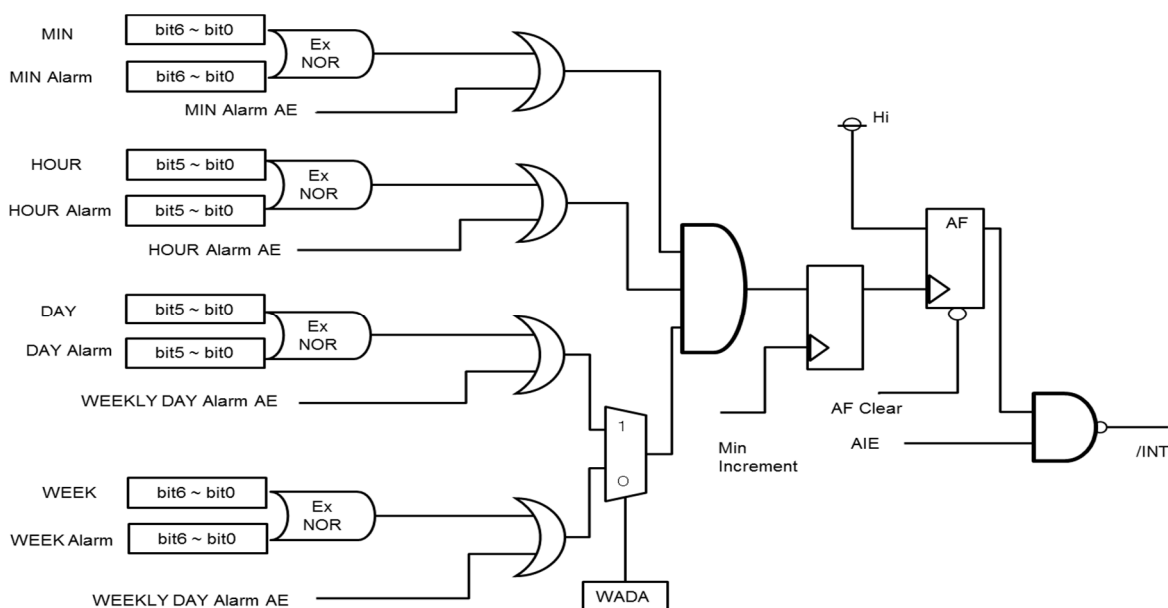 MIN
bit6 ~ bit0
Ex
NOR
MIN Alarm
bit6 ~ bit0
MIN Alarm AE
HOUR
bit5 ~ bit0
Ex
NOR
HOUR Alarm
bit5 ~ bit0
HOUR Alarm AE
DAY
bit5 ~ bit0
Ex
NOR
DAY Alarm
bit5 ~ bit0
WEEKLY DAY Alarm AE
WEEK
bit6 ~ bit0
Ex
NOR
WEEK Alarm
bit6 ~ bit0
WEEKLY DAY Alarm AE
1
O
WADA
Min
Increment
Hi
AF
AF Clear
AIE
/INT